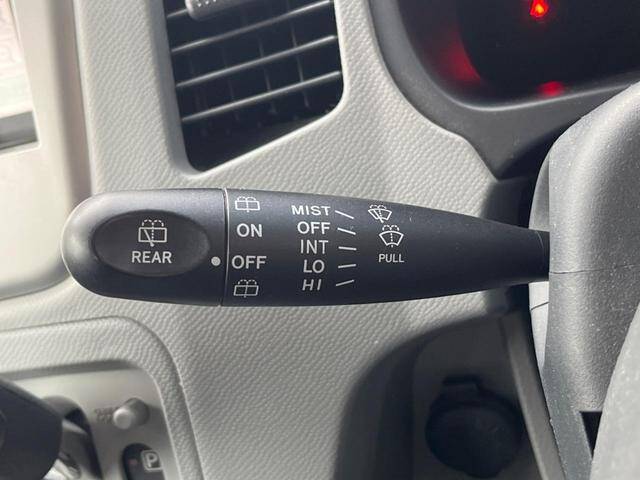 REAR
ON
OFF
MIST
OFF
INT
LO
HI
PULL
P